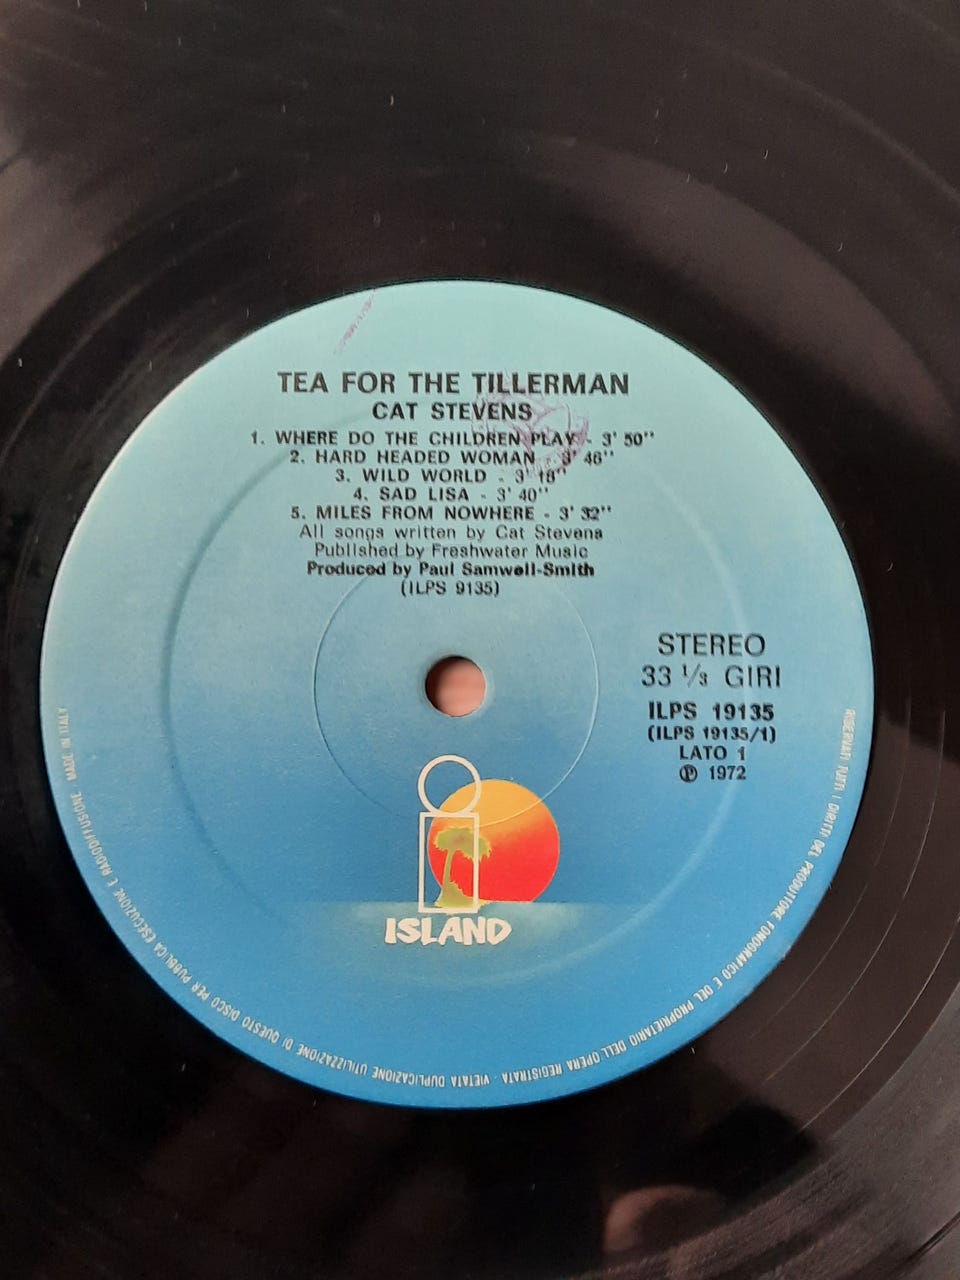 TEA FOR THE TILLERMAN
CAT STEVENS
1. WHERE DO THE CHILDREN PLAY - 3' 50''
2. HARD HEADED WOMAN - 3' 46''
3. WILD WORLD - 3' 18''
4. SAD LISA - 3' 40''
5. MILES FROM NOWHERE - 3' 32''
All songs written by Cat Stevens
Published by Freshwater Music
Produced by Paul Samwell-Smith
(ILPS 9135)
STEREO
33 1/3 GIRI
ILPS 19135
(ILPS 19135/1)
LATO 1
℗ 1972
i
ISLAND
RISERVATI TUTTI I DIRITTI DEL PRODUTTORE FONOGRAFICO E DEL PROPRIETARIO DELL'OPERA REGISTRATA - VIETATA DUPLICAZIONE UTILIZZAZIONE DI QUESTO DISCO PER PUBBLICA ESECUZIONE E RADIODIFFUSIONE - MADE IN ITALY